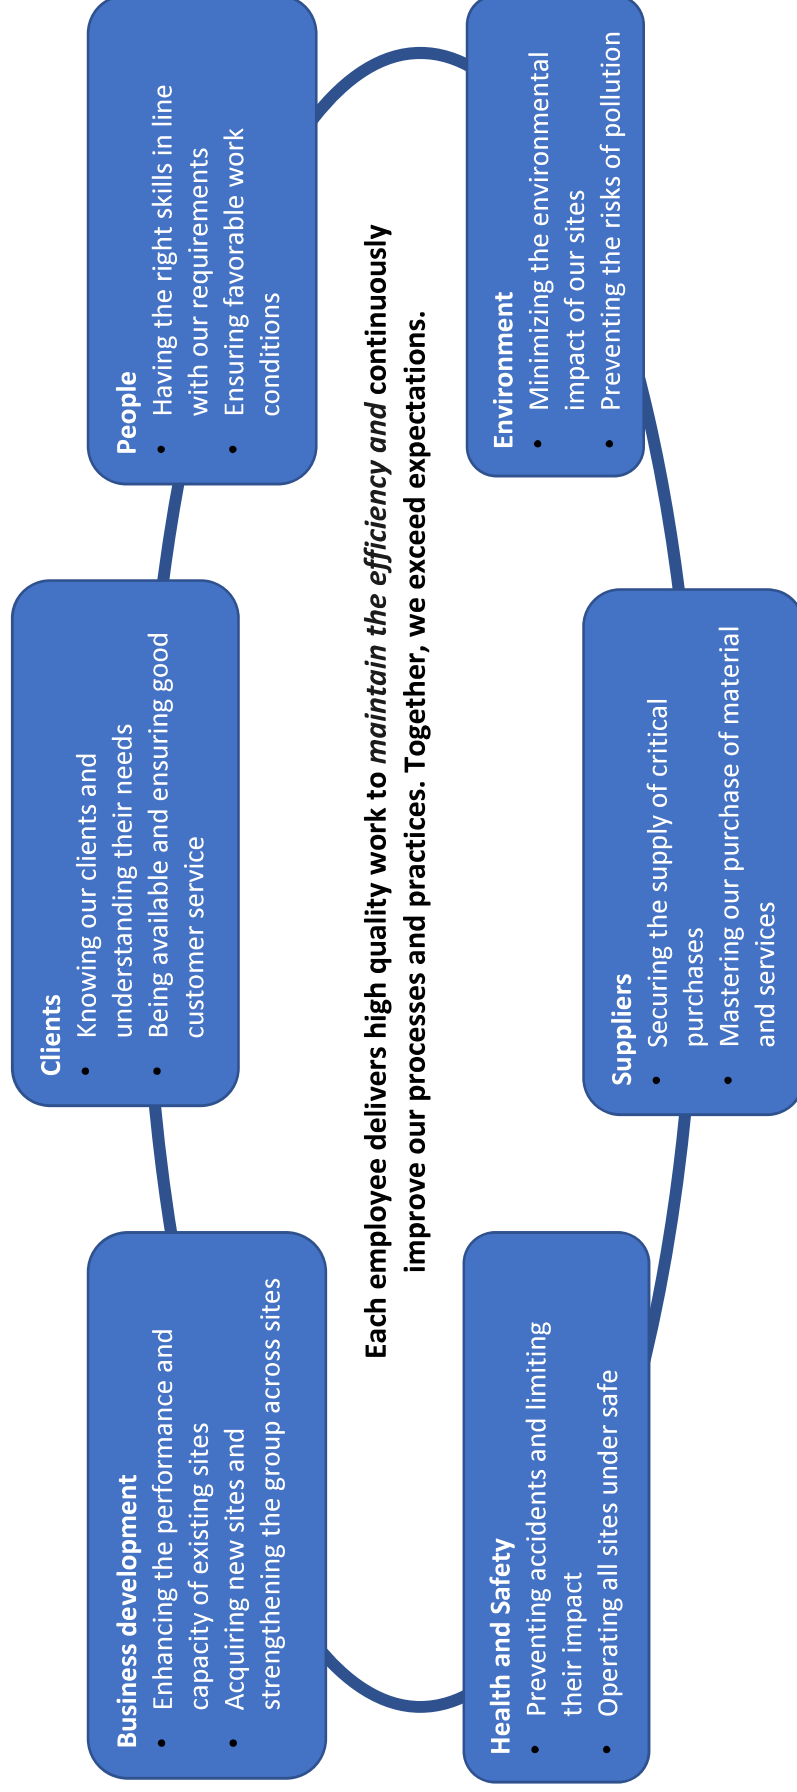 Business development
• Enhancing the performance and
capacity of existing sites
• Acquiring new sites and
strengthening the group across sites
Clients
• Knowing our clients and
understanding their needs
• Being available and ensuring good
customer service
People
• Having the right skills in line
with our requirements
• Ensuring favorable work
conditions
Each employee delivers high quality work to maintain the efficiency and continuously
improve our processes and practices. Together, we exceed expectations.
Health and Safety
• Preventing accidents and limiting
their impact
• Operating all sites under safe
Suppliers
• Securing the supply of critical
purchases
• Mastering our purchase of material
and services
Environment
• Minimizing the environmental
impact of our sites
• Preventing the risks of pollution